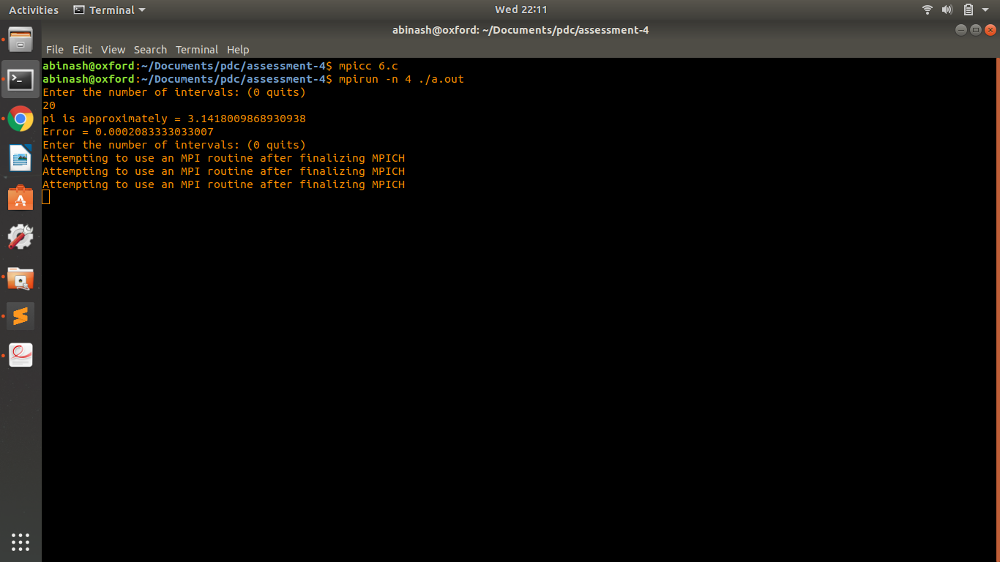 Activities Terminal Wed 22:11
abinash@oxford: ~/Documents/pdc/assessment-4
File Edit View Search Terminal Help
abinash@oxford:~/Documents/pdc/assessment-4$ mpicc 6.c
abinash@oxford:~/Documents/pdc/assessment-4$ mpirun -n 4 ./a.out
Enter the number of intervals: (0 quits)
20
pi is approximately = 3.1418009868930938
Error = 0.0002083333033007
Enter the number of intervals: (0 quits)
Attempting to use an MPI routine after finalizing MPICH
Attempting to use an MPI routine after finalizing MPICH
Attempting to use an MPI routine after finalizing MPICH